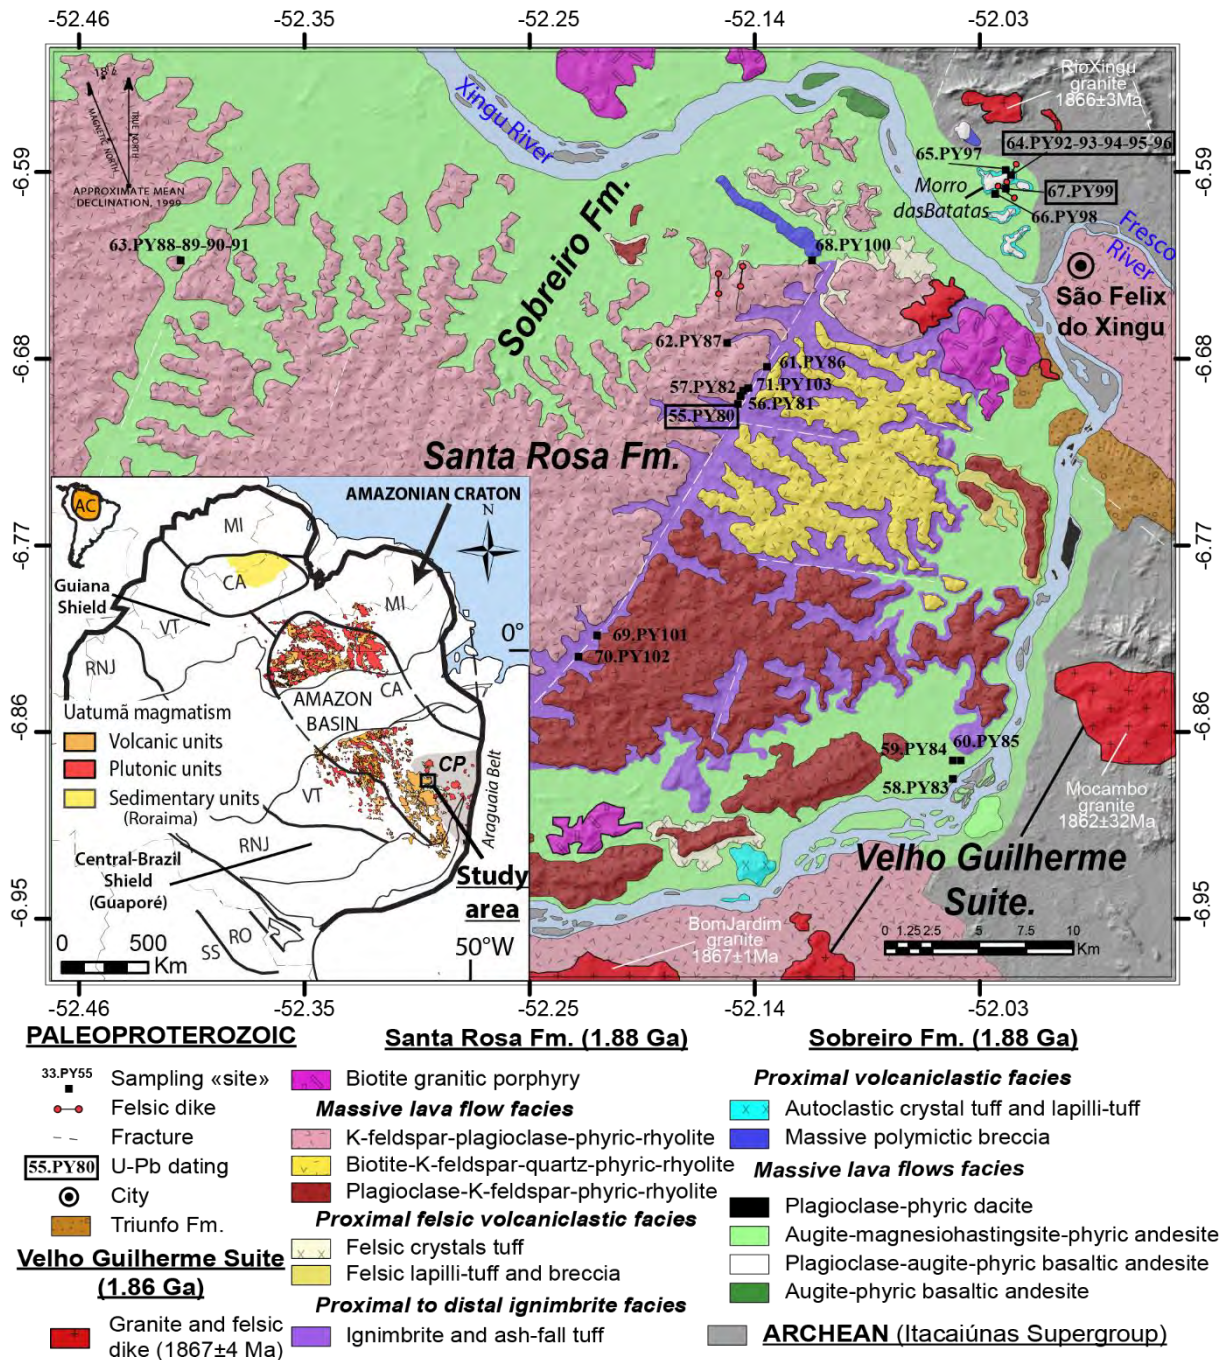 -52.46 -52.35 -52.25 -52.14 -52.03
18°4'
MAGNETIC NORTH
TRUE NORTH
APPROXIMATE MEAN
DECLINATION, 1999
Xingu River
RioXingu
granite
1866±3Ma
64.PY92-93-94-95-96
65.PY97
Morro
dasBatatas
67.PY99
66.PY98
Fresco
River
-6.59 -6.59
63.PY88-89-90-91
Sobreiro Fm.
68.PY100
São Felix
do Xingu
-6.68 -6.68
62.PY87
61.PY86
57.PY82
71.PY103
55.PY80
56.PY81
Santa Rosa Fm.
-6.77 -6.77
AC
AMAZONIAN CRATON
N
MI
CA
MI
Guiana
Shield
VT
RNJ
0°
CA
AMAZON
BASIN
Uatumã magmatism
Volcanic units
Plutonic units
Sedimentary units
(Roraima)
CP
VT
Araguaia Belt
RNJ
Central-Brazil
Shield
(Guaporé)
Study
area
RO
SS
0 500
Km
50°W
69.PY101
70.PY102
-6.86 -6.86
59.PY84
60.PY85
58.PY83
Mocambo
granite
1862±32Ma
Velho Guilherme
Suite.
-6.95 -6.95
BomJardim
granite
1867±1Ma
0 1.25 2.5 5 7.5 10
Km
-52.46 -52.35 -52.25 -52.14 -52.03
PALEOPROTEROZOIC
33.PY55
Sampling «site»
Felsic dike
Fracture
55.PY80 U-Pb dating
City
Triunfo Fm.
Velho Guilherme Suite
(1.86 Ga)
Granite and felsic
dike (1867±4 Ma)
Santa Rosa Fm. (1.88 Ga)
Biotite granitic porphyry
Massive lava flow facies
K-feldspar-plagioclase-phyric-rhyolite
Biotite-K-feldspar-quartz-phyric-rhyolite
Plagioclase-K-feldspar-phyric-rhyolite
Proximal felsic volcaniclastic facies
Felsic crystals tuff
Felsic lapilli-tuff and breccia
Proximal to distal ignimbrite facies
Ignimbrite and ash-fall tuff
Sobreiro Fm. (1.88 Ga)
Proximal volcaniclastic facies
Autoclastic crystal tuff and lapilli-tuff
Massive polymictic breccia
Massive lava flows facies
Plagioclase-phyric dacite
Augite-magnesiohastingsite-phyric andesite
Plagioclase-augite-phyric basaltic andesite
Augite-phyric basaltic andesite
ARCHEAN (Itacaiúnas Supergroup)